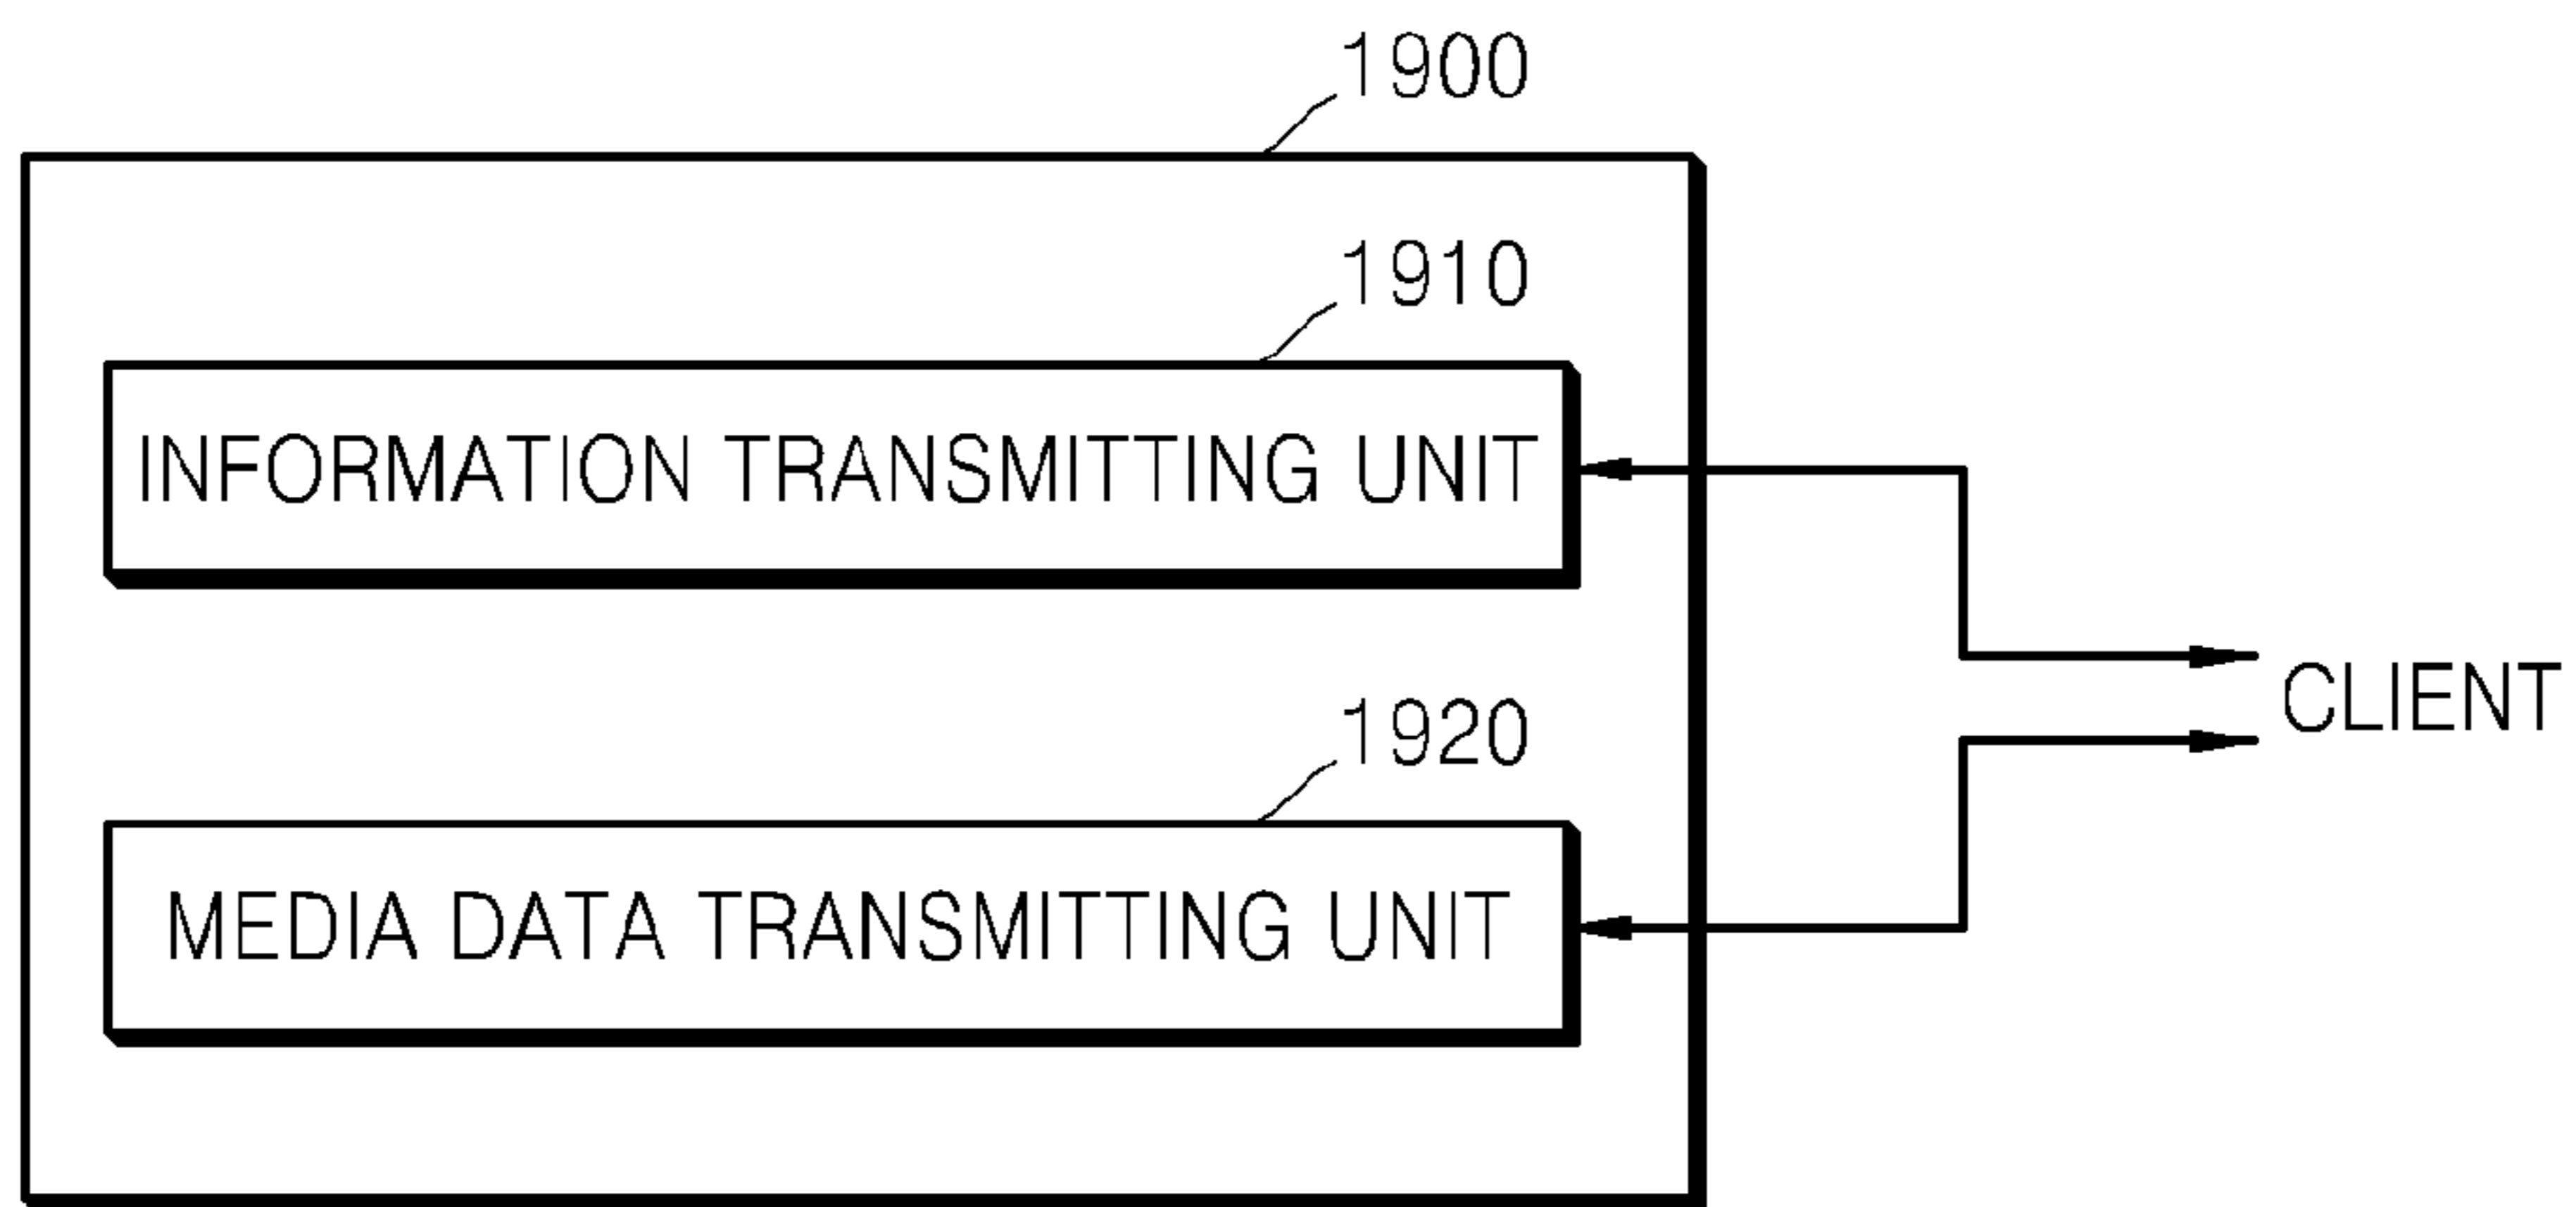 1900
1910
INFORMATION TRANSMITTING UNIT
CLIENT
1920
MEDIA DATA TRANSMITTING UNIT